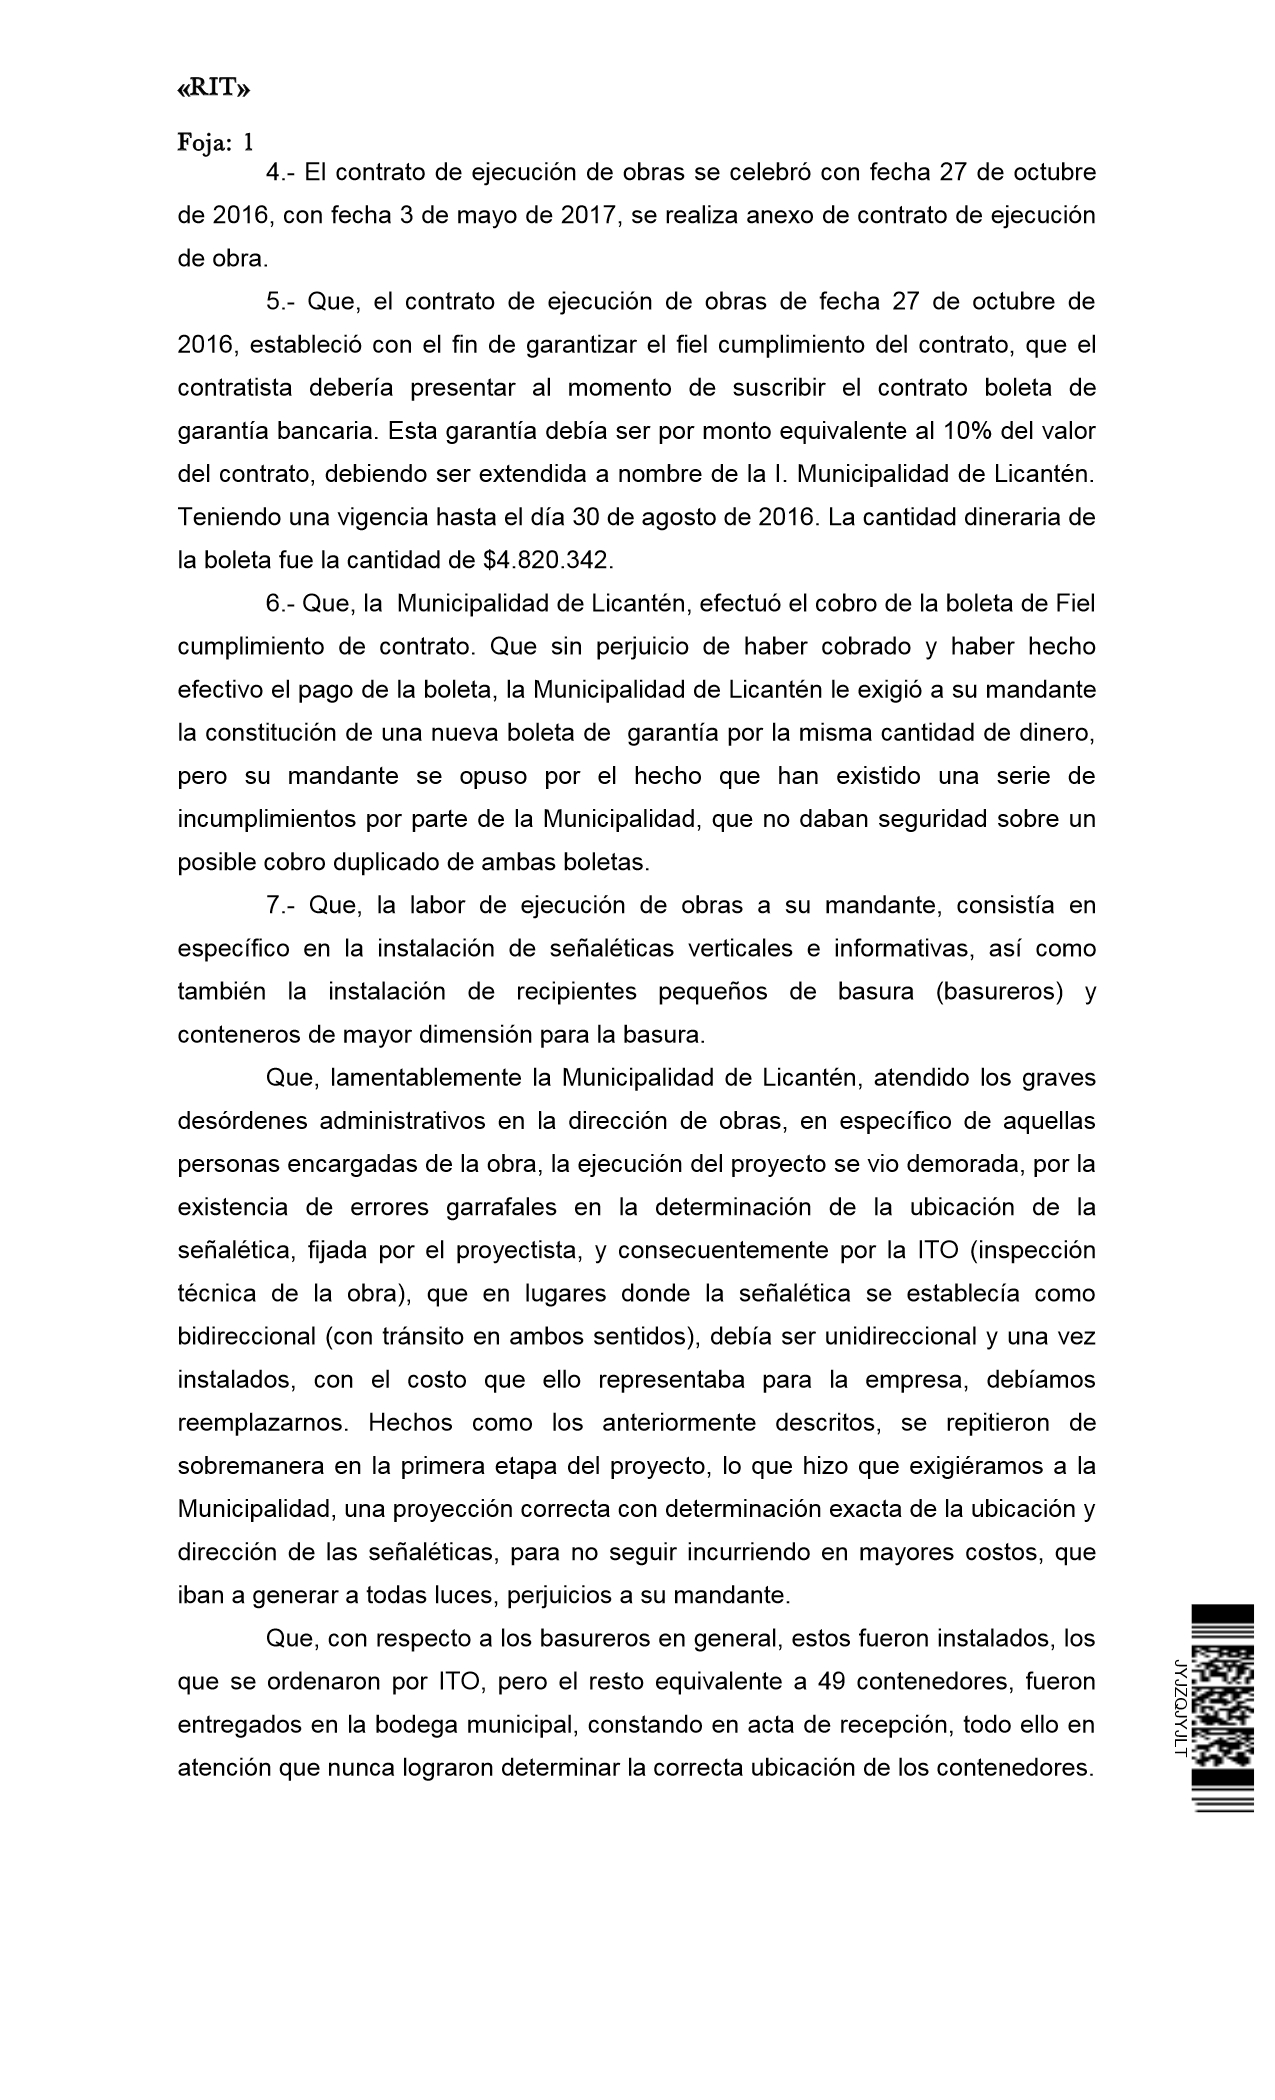 «RIT»
Foja: 1
4.- El contrato de ejecución de obras se celebró con fecha 27 de octubre
de 2016, con fecha 3 de mayo de 2017, se realiza anexo de contrato de ejecución
de obra.
5.- Que, el contrato de ejecución de obras de fecha 27 de octubre de
2016, estableció con el fin de garantizar el fiel cumplimiento del contrato, que el
contratista debería presentar al momento de suscribir el contrato boleta de
garantía bancaria. Esta garantía debía ser por monto equivalente al 10% del valor
del contrato, debiendo ser extendida a nombre de la I. Municipalidad de Licantén.
Teniendo una vigencia hasta el día 30 de agosto de 2016. La cantidad dineraria de
la boleta fue la cantidad de $4.820.342.
6.- Que, la Municipalidad de Licantén, efectuó el cobro de la boleta de Fiel
cumplimiento de contrato. Que sin perjuicio de haber cobrado y haber hecho
efectivo el pago de la boleta, la Municipalidad de Licantén le exigió a su mandante
la constitución de una nueva boleta de garantía por la misma cantidad de dinero,
pero su mandante se opuso por el hecho que han existido una serie de
incumplimientos por parte de la Municipalidad, que no daban seguridad sobre un
posible cobro duplicado de ambas boletas.
7.- Que, la labor de ejecución de obras a su mandante, consistía en
específico en la instalación de señaléticas verticales e informativas, así como
también la instalación de recipientes pequeños de basura (basureros) y
conteneros de mayor dimensión para la basura.
Que, lamentablemente la Municipalidad de Licantén, atendido los graves
desórdenes administrativos en la dirección de obras, en específico de aquellas
personas encargadas de la obra, la ejecución del proyecto se vio demorada, por la
existencia de errores garrafales en la determinación de la ubicación de la
señalética, fijada por el proyectista, y consecuentemente por la ITO (inspección
técnica de la obra), que en lugares donde la señalética se establecía como
bidireccional (con tránsito en ambos sentidos), debía ser unidireccional y una vez
instalados, con el costo que ello representaba para la empresa, debíamos
reemplazarnos. Hechos como los anteriormente descritos, se repitieron de
sobremanera en la primera etapa del proyecto, lo que hizo que exigiéramos a la
Municipalidad, una proyección correcta con determinación exacta de la ubicación y
dirección de las señaléticas, para no seguir incurriendo en mayores costos, que
iban a generar a todas luces, perjuicios a su mandante.
Que, con respecto a los basureros en general, estos fueron instalados, los
que se ordenaron por ITO, pero el resto equivalente a 49 contenedores, fueron
entregados en la bodega municipal, constando en acta de recepción, todo ello en
atención que nunca lograron determinar la correcta ubicación de los contenedores.
JYJZQJYJLT